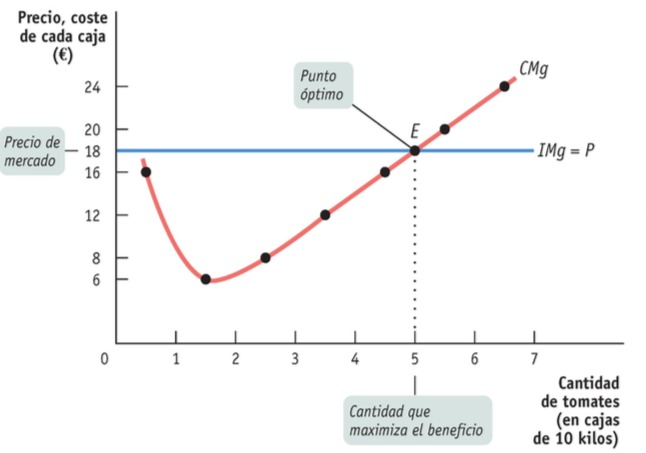 Precio, coste
de cada caja
(€)
CMg
24
Punto
óptimo
20
E
Precio de
mercado
18
IMg = P
16
12
8
6
0 1 2 3 4 5 6 7
Cantidad
de tomates
(en cajas
de 10 kilos)
Cantidad que
maximiza el beneficio